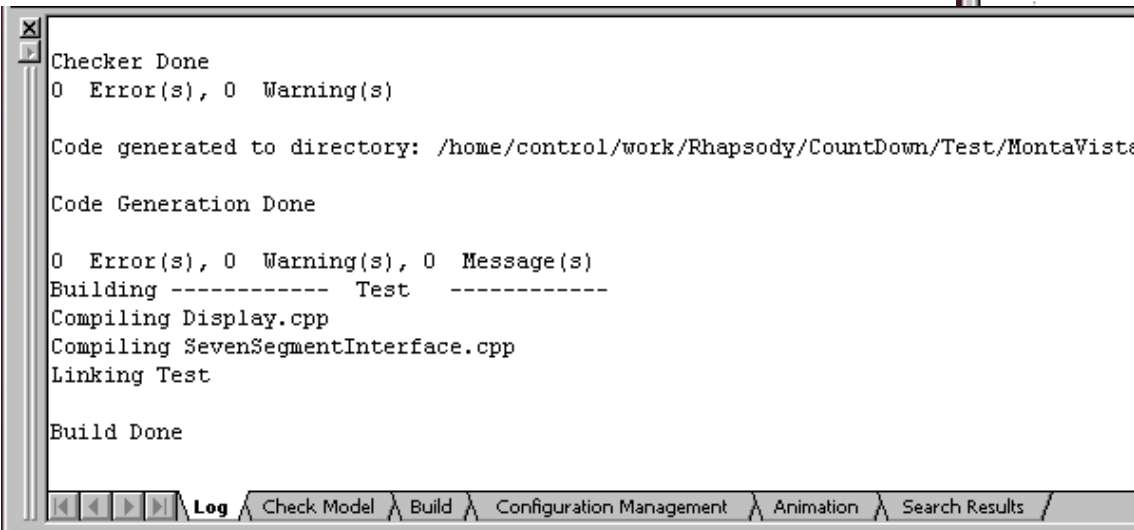 Checker Done
0 Error(s), 0 Warning(s)
Code generated to directory: /home/control/work/Rhapsody/CountDown/Test/MontaVista
Code Generation Done
0 Error(s), 0 Warning(s), 0 Message(s)
Building ------------ Test ------------
Compiling Display.cpp
Compiling SevenSegmentInterface.cpp
Linking Test
Build Done
Log Check Model Build Configuration Management Animation Search Results